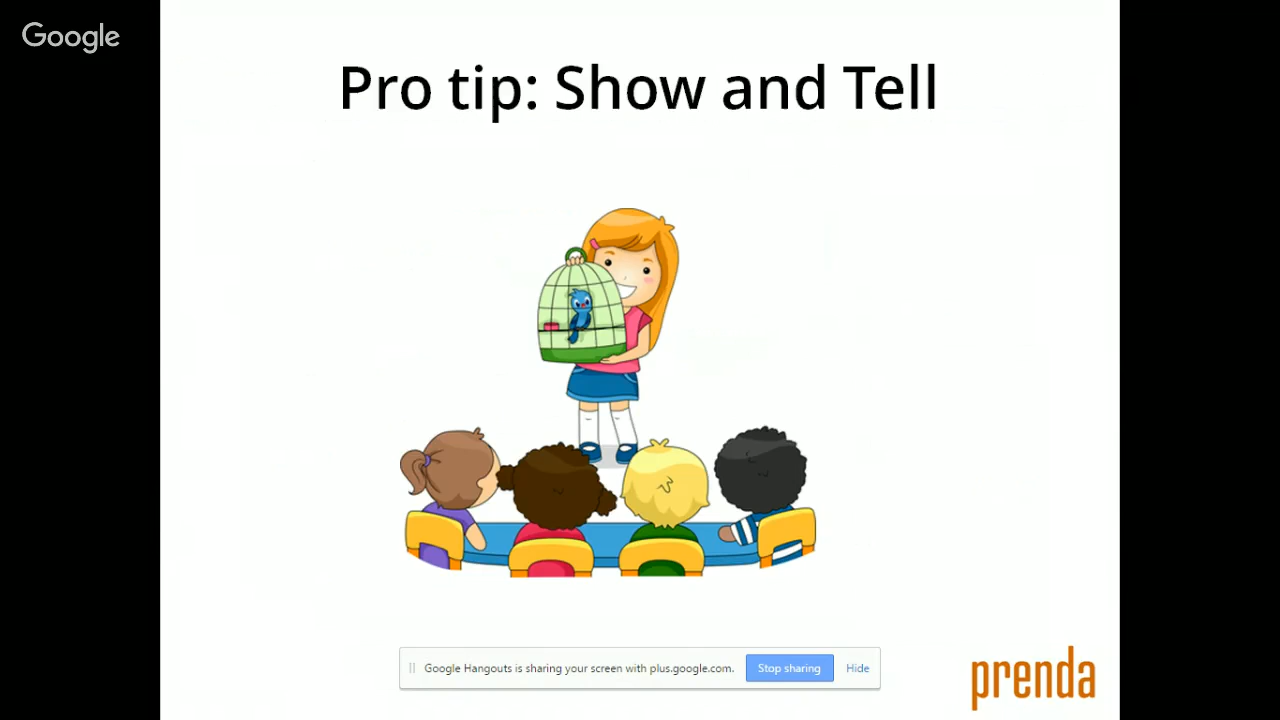 Google
Pro tip: Show and Tell
Google Hangouts is sharing your screen with plus.google.com. Stop sharing Hide
prenda